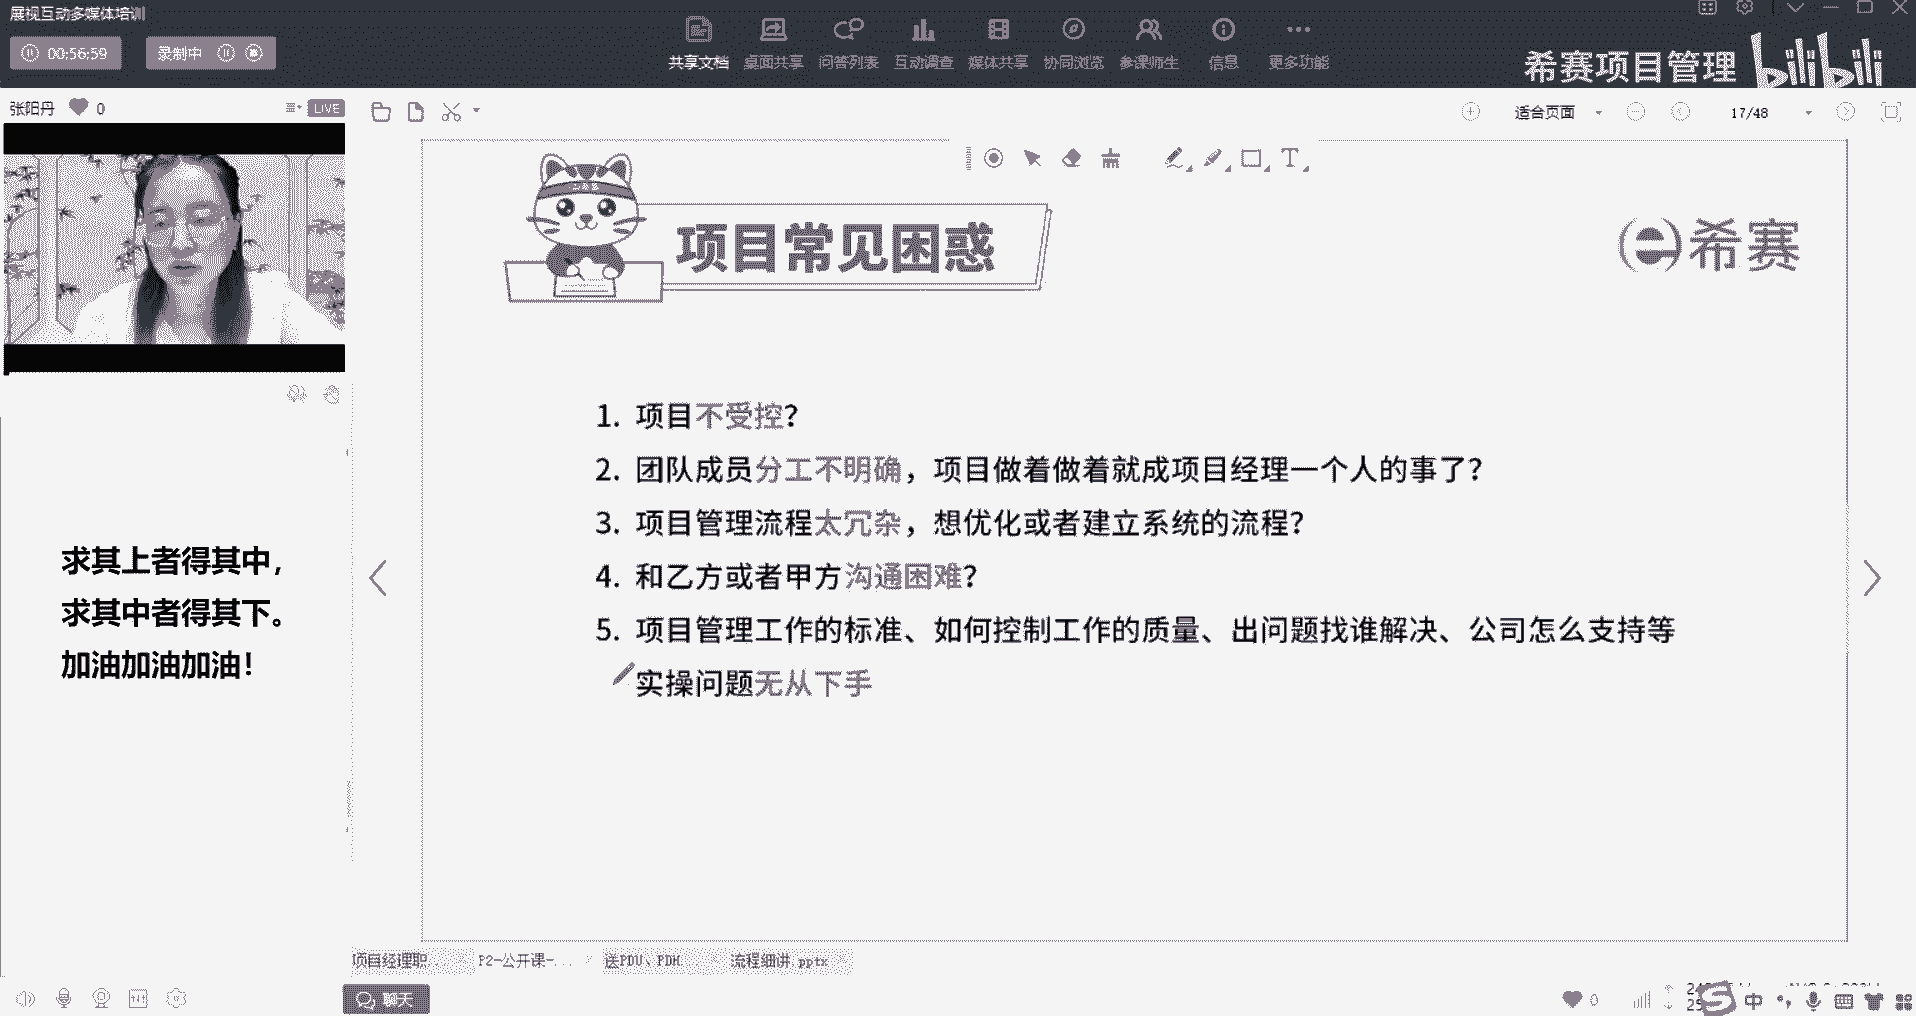 展视互动多媒体培训
00:56:59
录制中
共享文档
桌面共享
问答列表
互动调查
媒体共享
协同浏览
参课师生
信息
更多功能
希赛项目管理
bilibili
张阳丹
0
LIVE
适合页面
17/48
项目常见困惑
希赛
1. 项目不受控?
2. 团队成员分工不明确，项目做着做着就成项目经理一个人的事了?
3. 项目管理流程太冗杂，想优化或者建立系统的流程?
4. 和乙方或者甲方沟通困难?
5. 项目管理工作的标准、如何控制工作的质量、出问题找谁解决、公司怎么支持等
实操问题无从下手
求其上者得其中，
求其中者得其下。
加油加油加油!
项目经理职...
P2-公开课-...
送PDU、PDH
流程细讲.pptx
聊天
0
中